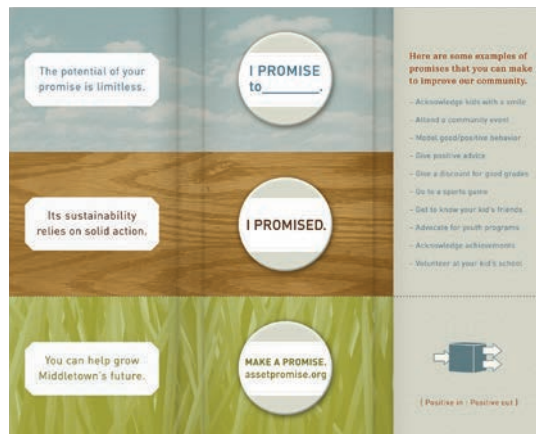 The potential of your
promise is limitless.
I PROMISE
to________.
Its sustainability
relies on solid action.
I PROMISED.
You can help grow
Middletown's future.
MAKE A PROMISE.
assetpromise.org
Here are some examples of
promises that you can make
to improve our community.
- Acknowledge kids with a smile
- Attend a community event
- Model good/positive behavior
- Give positive advice
- Give a discount for good grades
- Go to a sports game
- Get to know your kid's friends
- Advocate for youth programs
- Acknowledge achievements
- Volunteer at your kid's school
{ Positive in : Positive out }